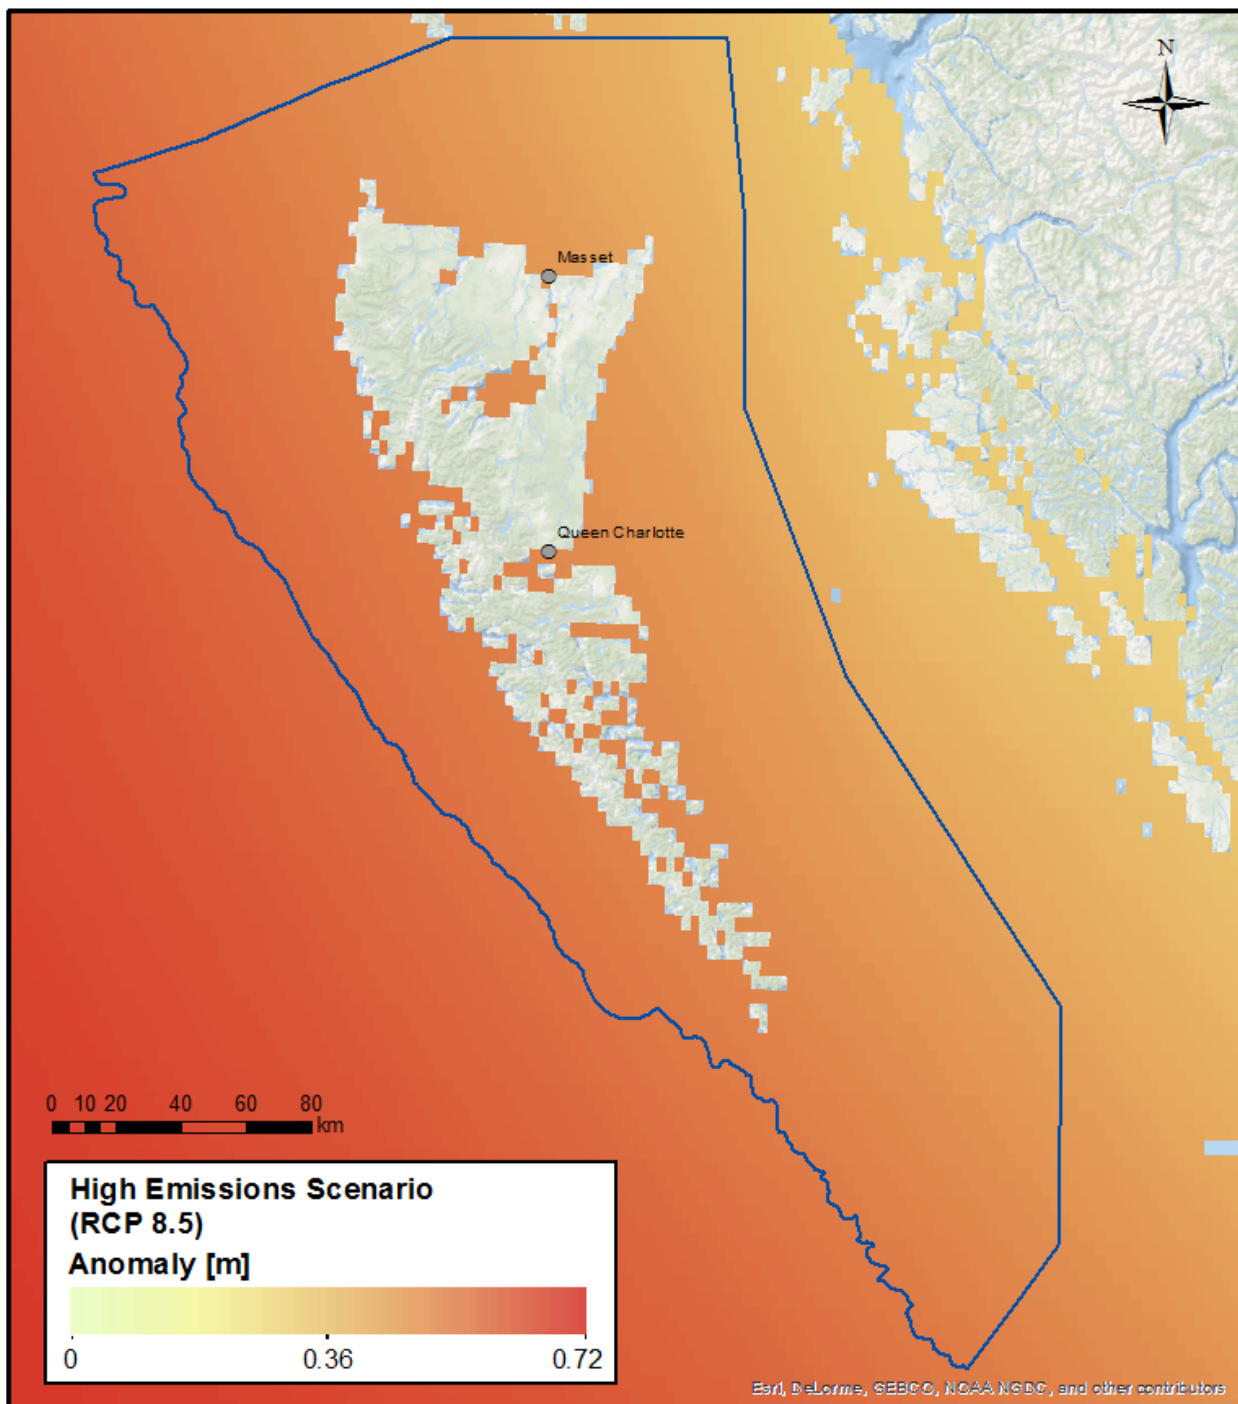 N
Masset
Queen Charlotte
0 10 20 40 60 80
km
High Emissions Scenario
(RCP 8.5)
Anomaly [m]
0 0.36 0.72
Esri, DeLorme, GEBCO, NOAA NGDC, and other contributors